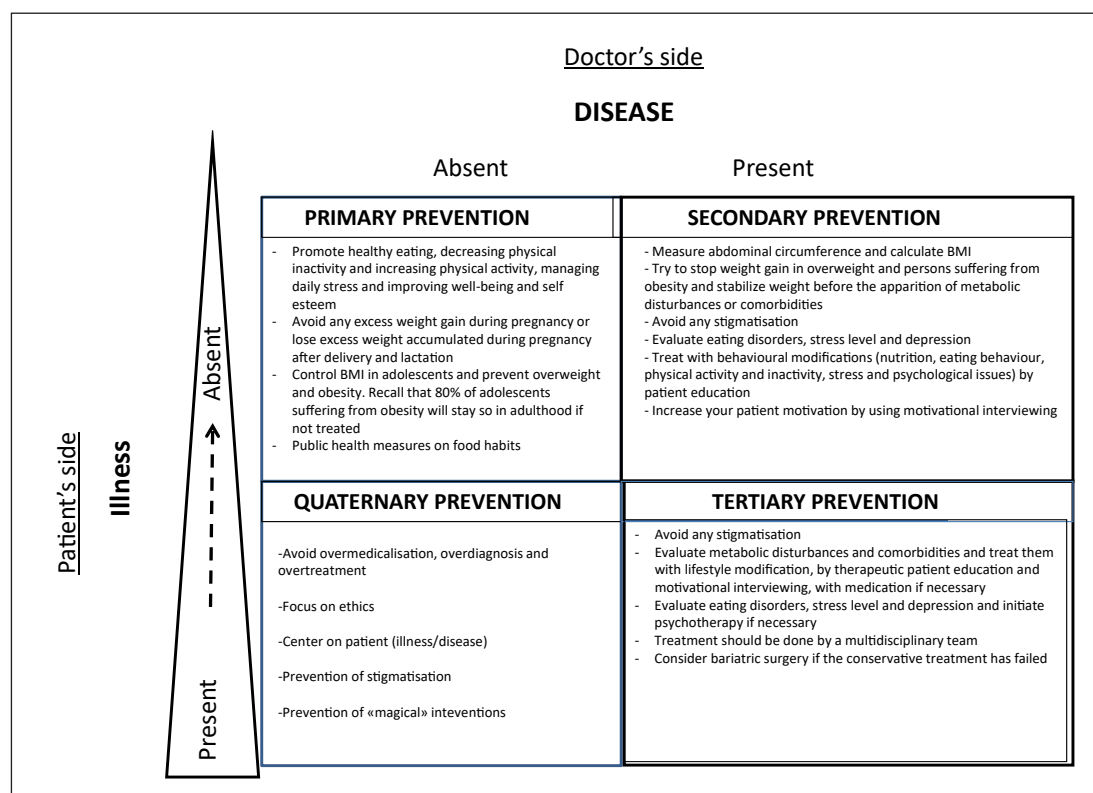 Doctor’s side
DISEASE
Absent
Present
PRIMARY PREVENTION
- Promote healthy eating, decreasing physical
inactivity and increasing physical activity, managing
daily stress and improving well-being and self
esteem
- Avoid any excess weight gain during pregnancy or
lose excess weight accumulated during pregnancy
after delivery and lactation
- Control BMI in adolescents and prevent overweight
and obesity. Recall that 80% of adolescents
suffering from obesity will stay so in adulthood if
not treated
- Public health measures on food habits
SECONDARY PREVENTION
- Measure abdominal circumference and calculate BMI
- Try to stop weight gain in overweight and persons suffering from
obesity and stabilize weight before the apparition of metabolic
disturbances or comorbidities
- Avoid any stigmatisation
- Evaluate eating disorders, stress level and depression
- Treat with behavioural modifications (nutrition, eating behaviour,
physical activity and inactivity, stress and psychological issues) by
patient education
- Increase your patient motivation by using motivational interviewing
Patient’s side
Illness
Absent
Present
QUATERNARY PREVENTION
-Avoid overmedicalisation, overdiagnosis and
overtreatment
-Focus on ethics
-Center on patient (illness/disease)
-Prevention of stigmatisation
-Prevention of «magical» inteventions
TERTIARY PREVENTION
- Avoid any stigmatisation
- Evaluate metabolic disturbances and comorbidities and treat them
with lifestyle modification, by therapeutic patient education and
motivational interviewing, with medication if necessary
- Evaluate eating disorders, stress level and depression and initiate
psychotherapy if necessary
- Treatment should be done by a multidisciplinary team
- Consider bariatric surgery if the conservative treatment has failed